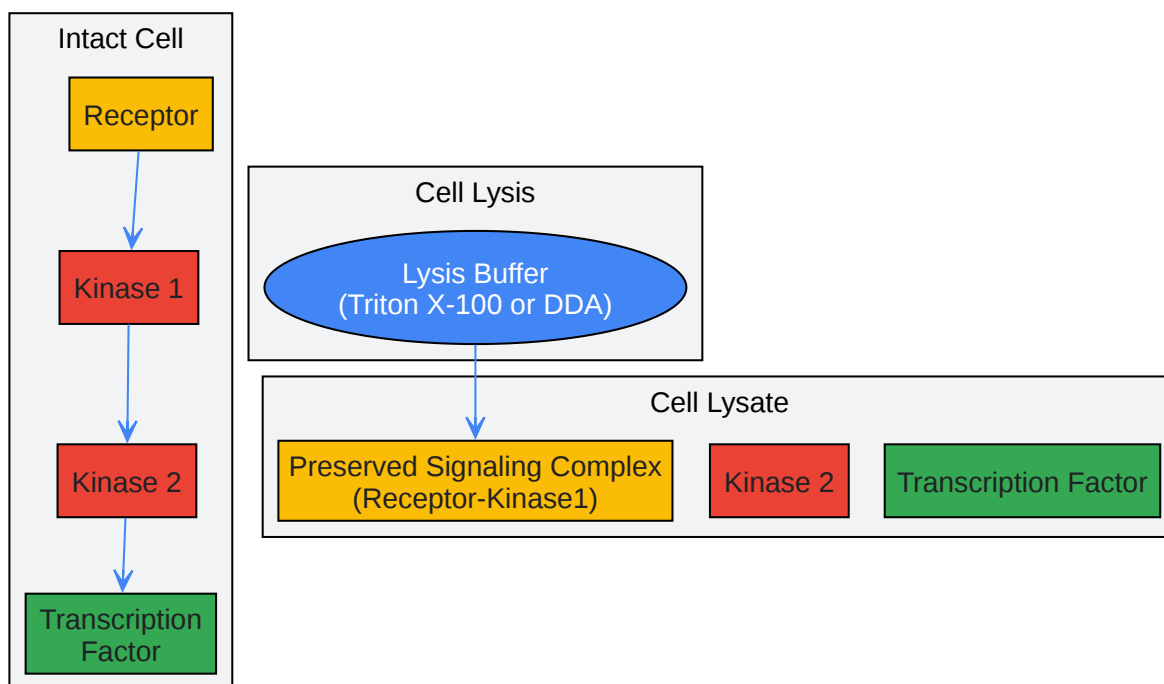 Intact Cell
Receptor
Kinase 1
Kinase 2
Transcription
Factor
Cell Lysis
Lysis Buffer
(Triton X-100 or DDA)
Cell Lysate
Preserved Signaling Complex
(Receptor-Kinase1)
Kinase 2
Transcription Factor